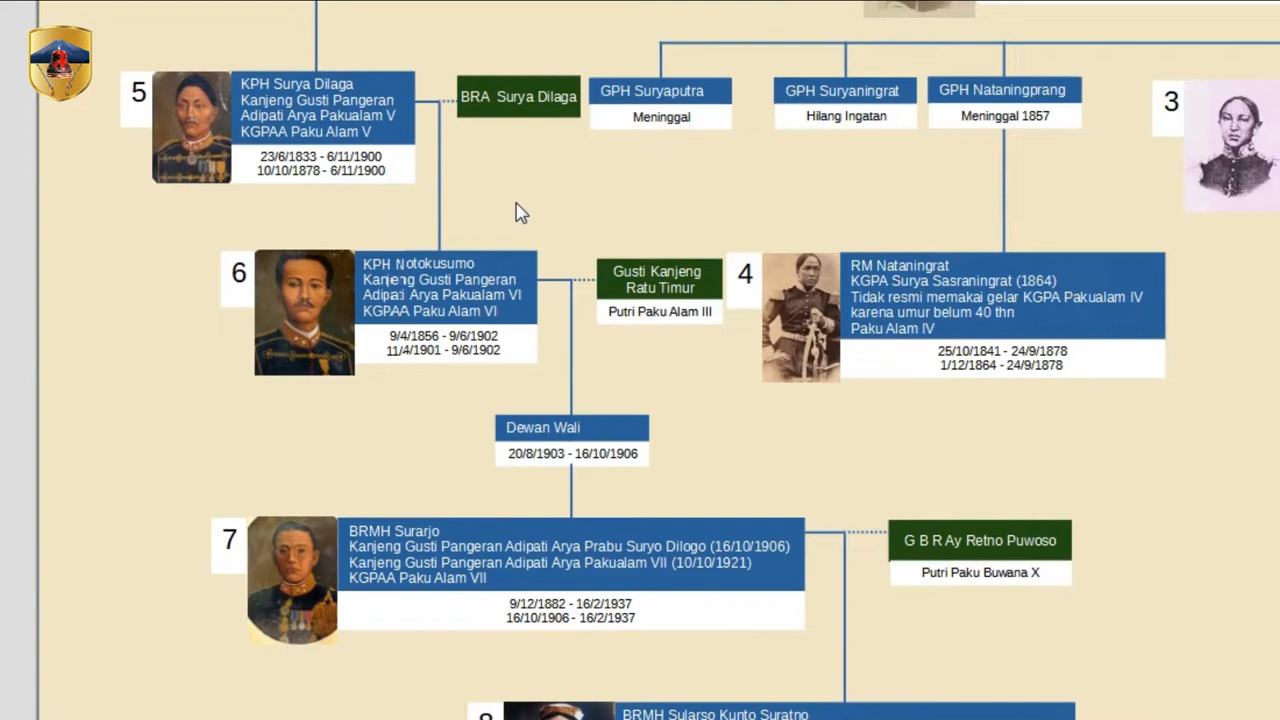 5
KPH Surya Dilaga
Kanjeng Gusti Pangeran
Adipati Arya Pakualam V
KGPAA Paku Alam V
23/6/1833 - 6/11/1900
10/10/1878 - 6/11/1900
BRA Surya Dilaga
GPH Suryaputra
Meninggal
GPH Suryaningrat
Hilang Ingatan
GPH Nataningprang
Meninggal 1857
3
6
KPH Notokusumo
Kanjeng Gusti Pangeran
Adipati Arya Pakualam VI
KGPAA Paku Alam VI
9/4/1856 - 9/6/1902
11/4/1901 - 9/6/1902
Gusti Kanjeng
Ratu Timur
Putri Paku Alam III
4
RM Nataningrat
KGPA Surya Sasraningrat (1864)
Tidak resmi memakai gelar KGPA Pakualam IV
karena umur belum 40 thn
Paku Alam IV
25/10/1841 - 24/9/1878
1/12/1864 - 24/9/1878
Dewan Wali
20/8/1903 - 16/10/1906
7
BRMH Surarjo
Kanjeng Gusti Pangeran Adipati Arya Prabu Suryo Dilogo (16/10/1906)
Kanjeng Gusti Pangeran Adipati Arya Pakualam VII (10/10/1921)
KGPAA Paku Alam VII
9/12/1882 - 16/2/1937
16/10/1906 - 16/2/1937
G B R Ay Retno Puwoso
Putri Paku Buwana X
8
BRMH Sularso Kunto Suratno